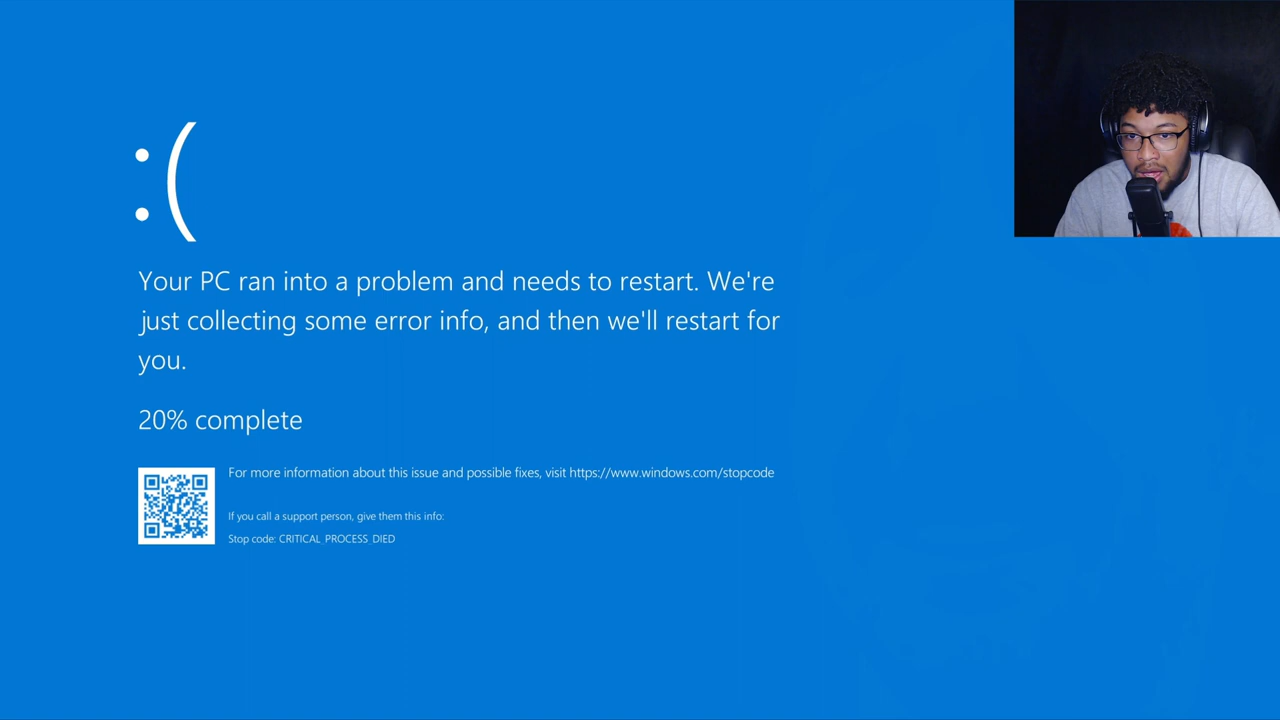 :(
Your PC ran into a problem and needs to restart. We're
just collecting some error info, and then we'll restart for
you.
20% complete
For more information about this issue and possible fixes, visit https://www.windows.com/stopcode
If you call a support person, give them this info:
Stop code: CRITICAL_PROCESS_DIED